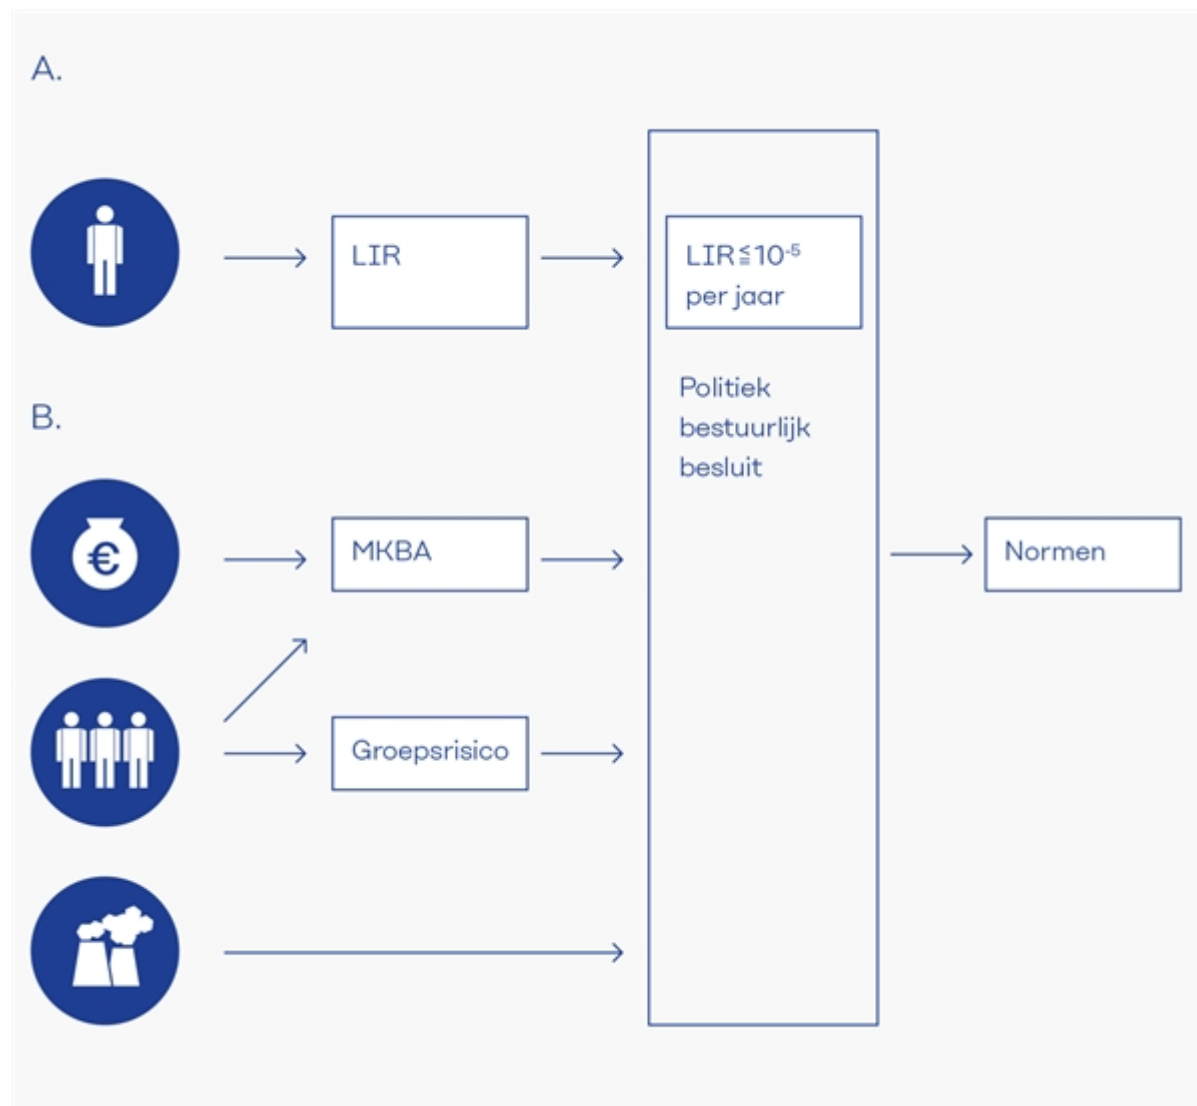 A.
LIR
LIR≦10⁻⁵
per jaar
Politiek
bestuurlijk
besluit
B.
€
MKBA
Normen
Groepsrisico